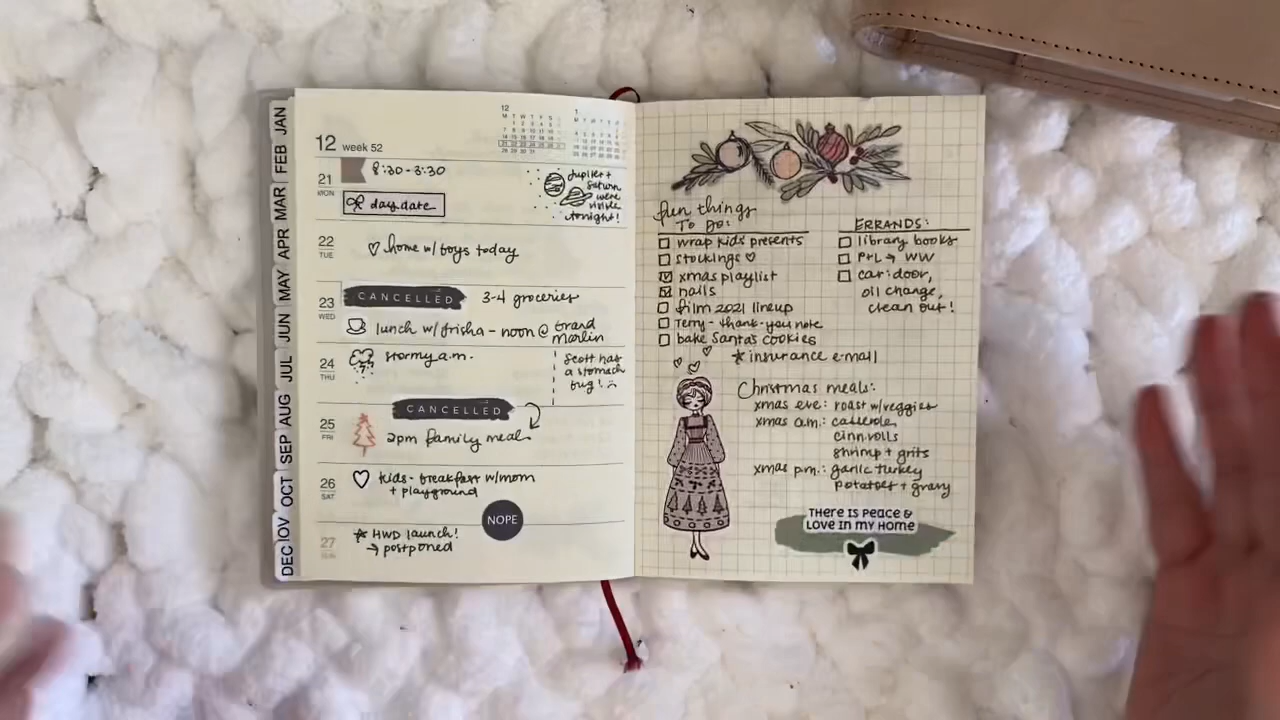 JAN
FEB
MAR
APR
MAY
JUN
JUL
AUG
SEP
OCT
NOV
DEC
12 week 52
12
M T W T F S S
21
MON
8:30-3:30
day date
Jupiter +
Saturn
were
visible
tonight!
22
TUE
home w/ boys today
23
WED
CANCELLED
3-4 groceries
lunch w/ Trisha - noon @ Grand
Marlin
24
THU
stormy a.m.
Scott has
a stomach
bug!
25
FRI
CANCELLED
2pm family meal
26
SAT
kids - breakfast w/ mom
+ playground
NOPE
27
SUN
HWD launch!
→ postponed
fun things
To Do:
wrap kids' presents
stockings ♡
xmas playlist
nails
film 2021 lineup
Terry - thank-you note
bake Santa's cookies
* insurance e-mail
ERRANDS:
library books
P+L → WW
car: door,
oil change,
clean out!
Christmas meals:
xmas eve: roast w/ veggies
xmas a.m.: casserole
cinn. rolls
shrimp + grits
xmas p.m.: garlic turkey
potatoes + gravy
THERE IS PEACE &
LOVE IN MY HOME